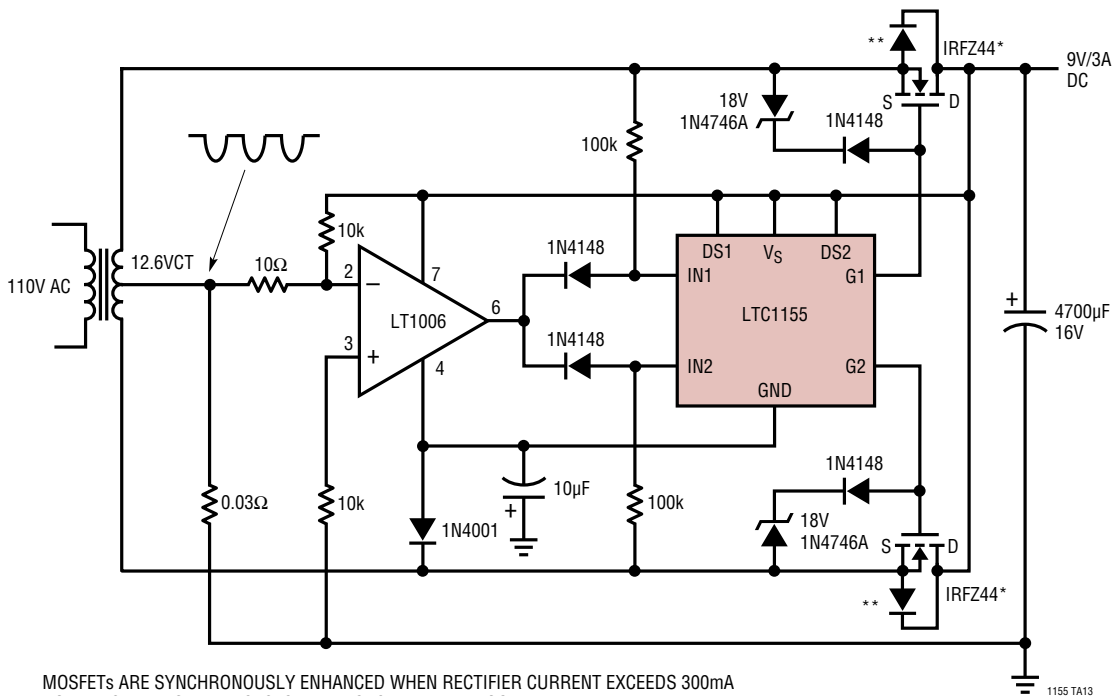 **
IRFZ44*
9V/3A
DC
18V
1N4746A
S
D
1N4148
100k
10k
DS1
VS
DS2
12.6VCT
10Ω
1N4148
110V AC
2
7
IN1
G1
+
LT1006
6
LTC1155
4700µF
16V
3
1N4148
4
IN2
G2
GND
1N4148
0.03Ω
10k
10µF
+
100k
18V
1N4746A
1N4001
S
D
**
IRFZ44*
MOSFETs ARE SYNCHRONOUSLY ENHANCED WHEN RECTIFIER CURRENT EXCEEDS 300mA
1155 TA13